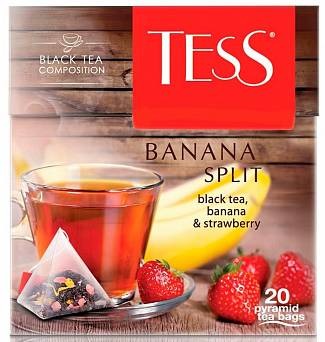 BLACK TEA
COMPOSITION
TESS®
BANANA
SPLIT
black tea,
banana
& strawberry
20
pyramid
tea bags